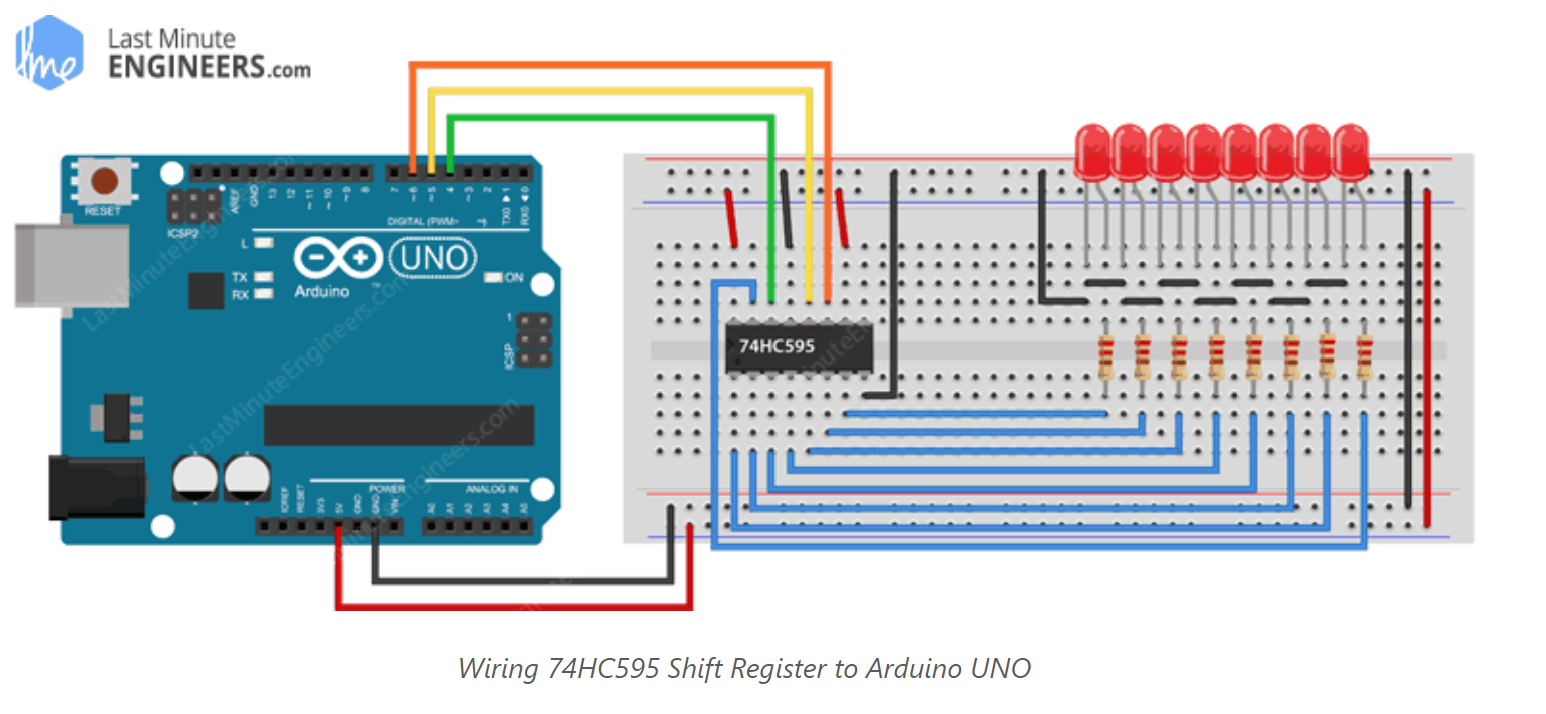 Last Minute
ENGINEERS.com
RESET
ICSP2
AREF
GND
13
12
~11
~10
~9
8
7
~6
~5
4
~3
2
TX0▶1
RX0◀0
DIGITAL (PWM~)
L
TX
RX
UNO
™
Arduino
ON
1
ICSP
LastMinuteEngineers.com
LastMinuteEngineers.com
74HC595
POWER
ANALOG IN
IOREF
RESET
3V3
5V
GND
GND
VIN
A0
A1
A2
A3
A4
A5
Wiring 74HC595 Shift Register to Arduino UNO